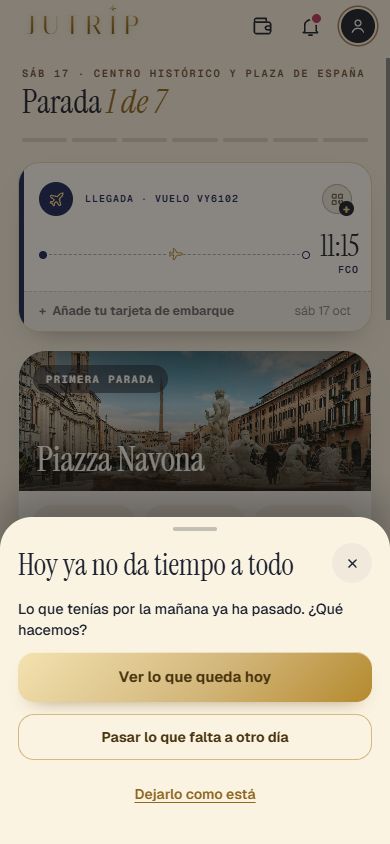 JUTRIP
SÁB 17 · CENTRO HISTÓRICO Y PLAZA DE ESPAÑA
Parada 1 de 7
LLEGADA · VUELO VY6102
11:15
FCO
+ Añade tu tarjeta de embarque
sáb 17 oct
PRIMERA PARADA
Piazza Navona
Hoy ya no da tiempo a todo
Lo que tenías por la mañana ya ha pasado. ¿Qué
hacemos?
Ver lo que queda hoy
Pasar lo que falta a otro día
Dejarlo como está